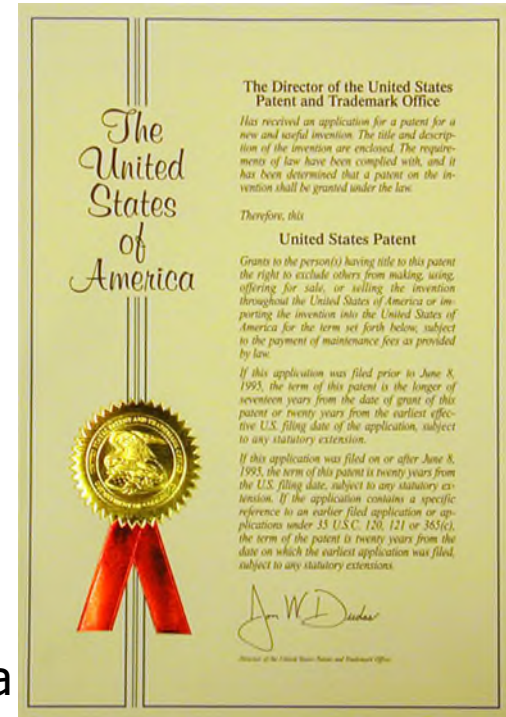 The
United
States
of
America
The Director of the United States
Patent and Trademark Office
Has received an application for a patent for a
new and useful invention. The title and descrip-
tion of the invention are enclosed. The require-
ments of law have been complied with, and it
has been determined that a patent on the in-
vention shall be granted under the law.
Therefore, this
United States Patent
Grants to the person(s) having title to this patent
the right to exclude others from making, using,
offering for sale, or selling the invention
throughout the United States of America or im-
porting the invention into the United States of
America for the term set forth below, subject
to the payment of maintenance fees as provided
by law.
If this application was filed prior to June 8,
1995, the term of this patent is the longer of
seventeen years from the date of grant of this
patent or twenty years from the earliest effec-
tive U.S. filing date of the application, subject
to any statutory extension.
If this application was filed on or after June 8,
1995, the term of this patent is twenty years from
the U.S. filing date, subject to any statutory ex-
tension. If the application contains a specific
reference to an earlier filed application or ap-
plications under 35 U.S.C. 120, 121 or 365(c),
the term of the patent is twenty years from the
date on which the earliest application was filed,
subject to any statutory extensions.
Jon W Dudas
Director of the United States Patent and Trademark Office
a